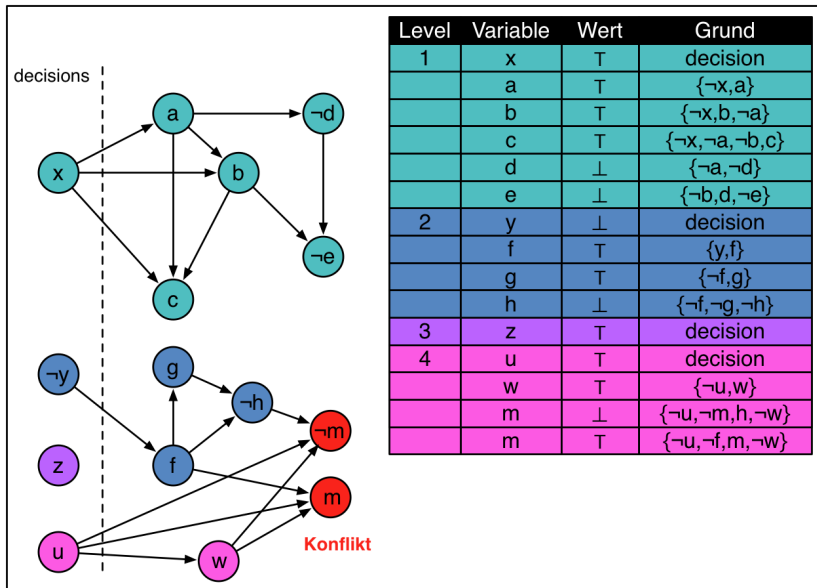 decisions
a
¬d
x
b
¬e
c
¬y
g
¬h
¬m
z
f
m
Konflikt
u
w
Level Variable Wert Grund
1 x ⊤ decision
a ⊤ {¬x,a}
b ⊤ {¬x,b,¬a}
c ⊤ {¬x,¬a,¬b,c}
d ⊥ {¬a,¬d}
e ⊥ {¬b,d,¬e}
2 y ⊥ decision
f ⊤ {y,f}
g ⊤ {¬f,g}
h ⊥ {¬f,¬g,¬h}
3 z ⊤ decision
4 u ⊤ decision
w ⊤ {¬u,w}
m ⊥ {¬u,¬m,h,¬w}
m ⊤ {¬u,¬f,m,¬w}